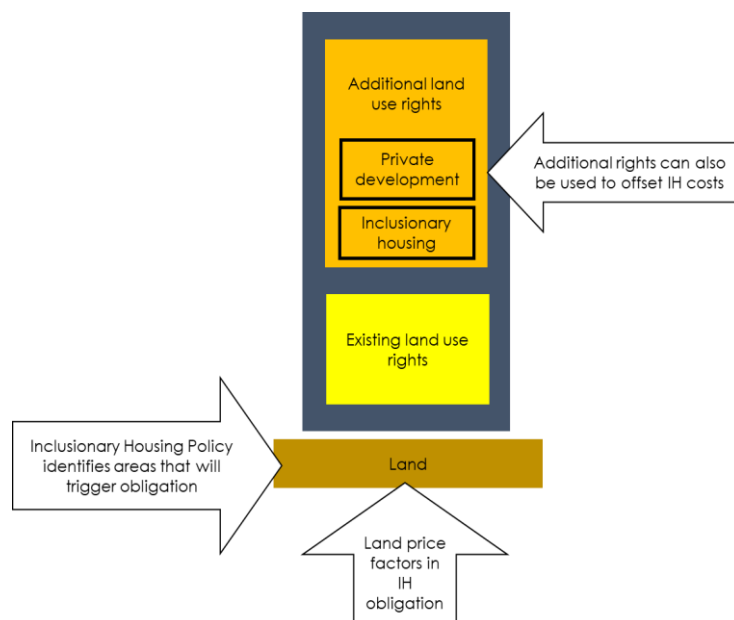 Additional land
use rights
Private
development
Additional rights can also
be used to offset IH costs
Inclusionary
housing
Existing land use
rights
Inclusionary Housing Policy
identifies areas that will
trigger obligation
Land
Land price
factors in
IH
obligation